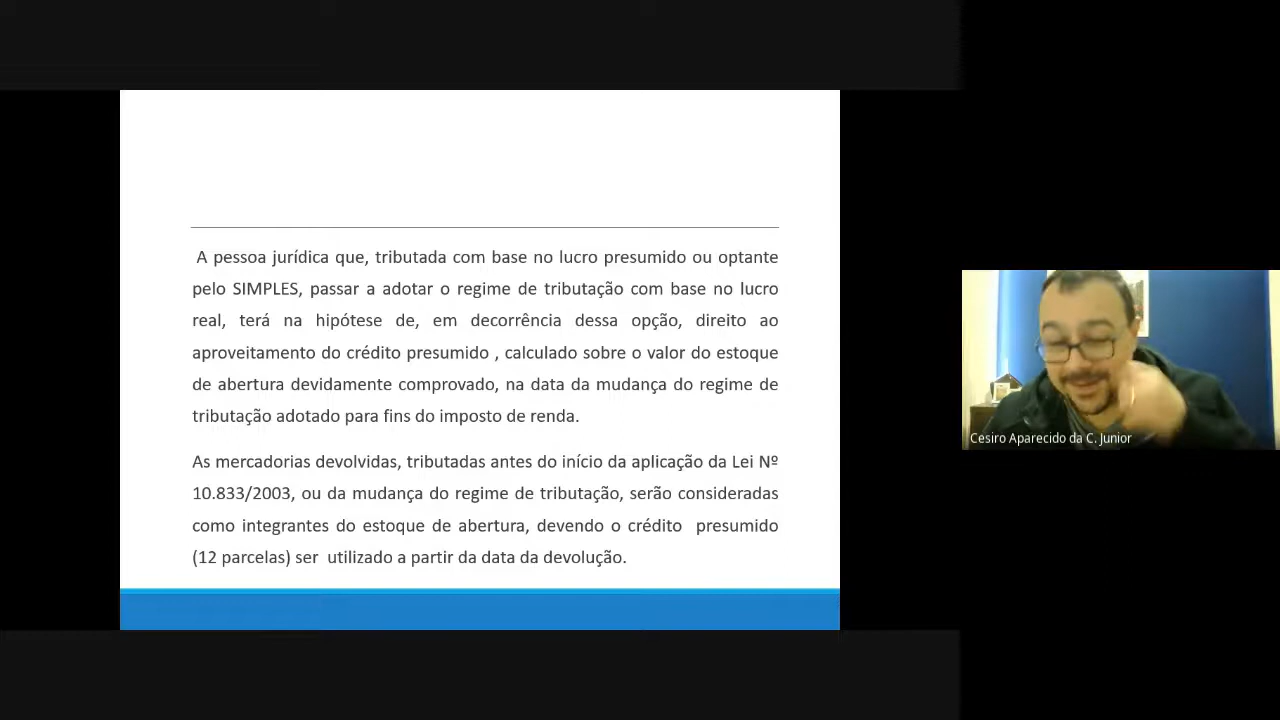 A pessoa jurídica que, tributada com base no lucro presumido ou optante
pelo SIMPLES, passar a adotar o regime de tributação com base no lucro
real, terá na hipótese de, em decorrência dessa opção, direito ao
aproveitamento do crédito presumido , calculado sobre o valor do estoque
de abertura devidamente comprovado, na data da mudança do regime de
tributação adotado para fins do imposto de renda.
As mercadorias devolvidas, tributadas antes do início da aplicação da Lei Nº
10.833/2003, ou da mudança do regime de tributação, serão consideradas
como integrantes do estoque de abertura, devendo o crédito presumido
(12 parcelas) ser utilizado a partir da data da devolução.
Cesiro Aparecido da C. Junior